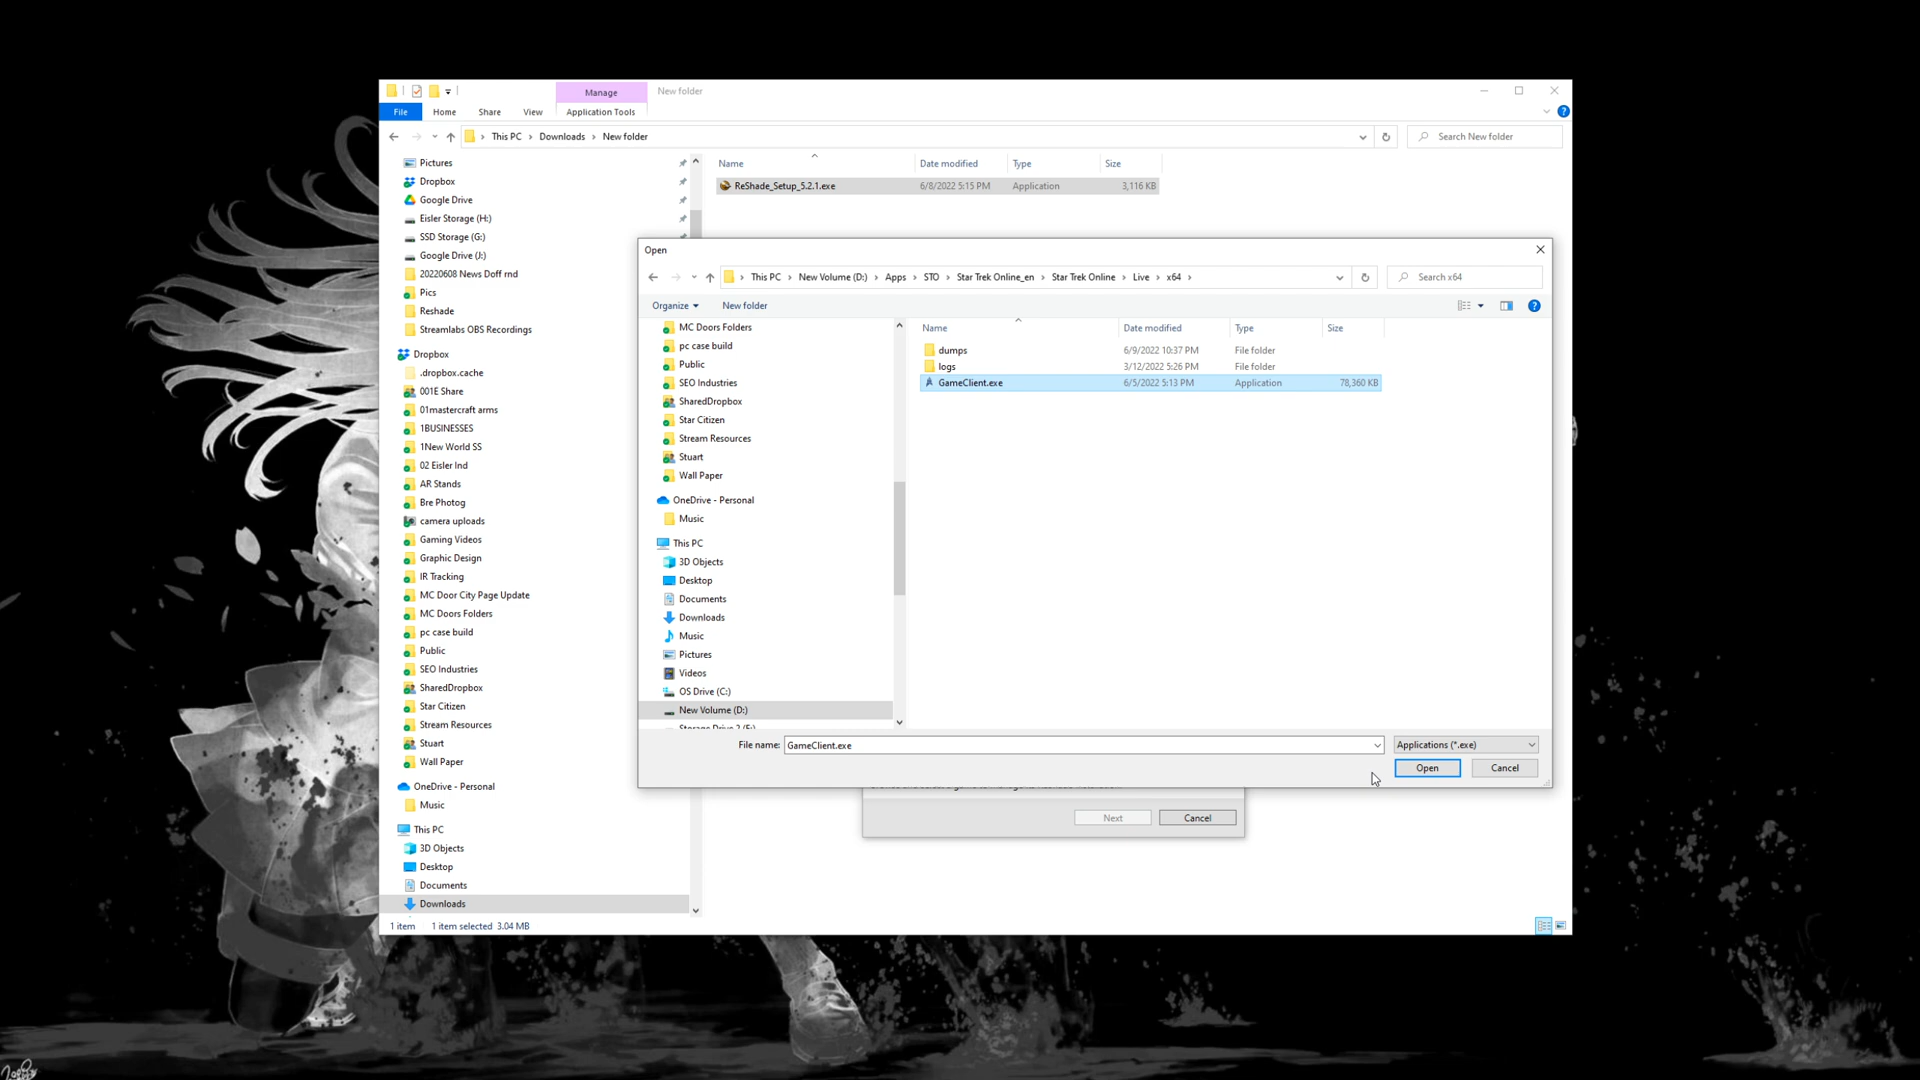 Manage
New folder
File
Home
Share
View
Application Tools
This PC
Downloads
New folder
Search New folder
Name
Date modified
Type
Size
ReShade_Setup_5.2.1.exe
6/8/2022 5:15 PM
Application
3,116 KB
Pictures
Dropbox
Google Drive
Eisler Storage (H:)
SSD Storage (G:)
Google Drive (J:)
20220608 News Doff rnd
Pics
Reshade
Streamlabs OBS Recordings
Dropbox
.dropbox.cache
001E Share
01mastercraft arms
1BUSINESSES
1New World SS
02 Eisler Ind
AR Stands
Bre Photog
camera uploads
Gaming Videos
Graphic Design
IR Tracking
MC Door City Page Update
MC Doors Folders
pc case build
Public
SEO Industries
SharedDropbox
Star Citizen
Stream Resources
Stuart
Wall Paper
OneDrive - Personal
Music
This PC
3D Objects
Desktop
Documents
Downloads
1 item
1 item selected 3.04 MB
Open
This PC
New Volume (D:)
Apps
STO
Star Trek Online_en
Star Trek Online
Live
x64
Search x64
Organize
New folder
MC Doors Folders
pc case build
Public
SEO Industries
SharedDropbox
Star Citizen
Stream Resources
Stuart
Wall Paper
OneDrive - Personal
Music
This PC
3D Objects
Desktop
Documents
Downloads
Music
Pictures
Videos
OS Drive (C:)
New Volume (D:)
Name
Date modified
Type
Size
dumps
6/9/2022 10:37 PM
File folder
logs
3/12/2022 5:26 PM
File folder
GameClient.exe
6/5/2022 5:13 PM
Application
78,360 KB
File name:
GameClient.exe
Applications (*.exe)
Open
Cancel
Next
Cancel